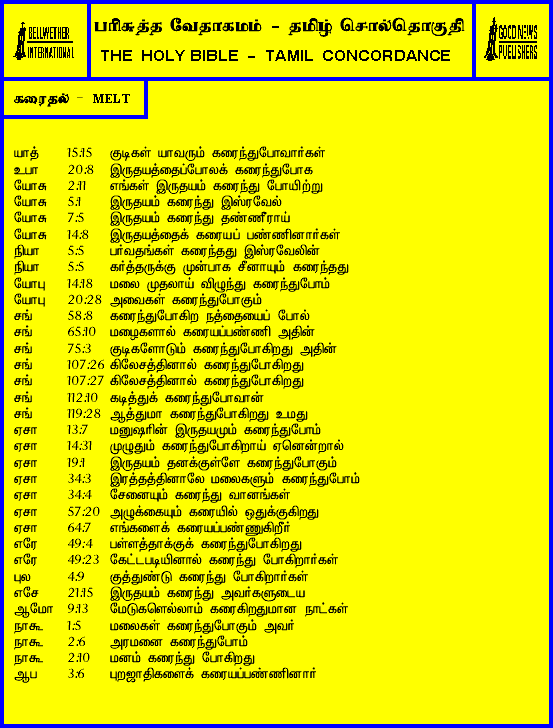 BELLWETHER
INTERNATIONAL
பரிசுத்த வேதாகமம் - தமிழ் சொல்தொகுதி
THE HOLY BIBLE - TAMIL CONCORDANCE
GOOD NEWS
PUBLISHERS
கரைதல் - MELT
யாத் 15:15 குடிகள் யாவரும் கரைந்துபோவார்கள்
உபா 20:8 இருதயத்தைப்போலக் கரைந்துபோக
யோசு 2:11 எங்கள் இருதயம் கரைந்து போயிற்று
யோசு 5:1 இருதயம் கரைந்து இஸ்ரவேல்
யோசு 7:5 இருதயம் கரைந்து தண்ணீராய்
யோசு 14:8 இருதயத்தைக் கரையப் பண்ணினார்கள்
நியா 5:5 பர்வதங்கள் கரைந்தது இஸ்ரவேலின்
நியா 5:5 கர்த்தருக்கு முன்பாக சீனாயும் கரைந்தது
யோபு 14:18 மலை முதலாய் விழுந்து கரைந்துபோம்
யோபு 20:28 அவைகள் கரைந்துபோகும்
சங் 58:8 கரைந்துபோகிற நத்தையைப் போல்
சங் 65:10 மழைகளால் கரையப்பண்ணி அதின்
சங் 75:3 குடிகளோடும் கரைந்துபோகிறது அதின்
சங் 107:26 கிலேசத்தினால் கரைந்துபோகிறது
சங் 107:27 கிலேசத்தினால் கரைந்துபோகிறது
சங் 112:10 கடித்துக் கரைந்துபோவான்
சங் 119:28 ஆத்துமா கரைந்துபோகிறது உமது
ஏசா 13:7 மனுஷரின் இருதயமும் கரைந்துபோம்
ஏசா 14:31 முழுதும் கரைந்துபோகிறாய் ஏனென்றால்
ஏசா 19:1 இருதயம் தனக்குள்ளே கரைந்துபோகும்
ஏசா 34:3 இரத்தத்தினாலே மலைகளும் கரைந்துபோம்
ஏசா 34:4 சேனையும் கரைந்து வானங்கள்
ஏசா 57:20 அழுக்கையும் கரையில் ஒதுக்குகிறது
ஏசா 64:7 எங்களைக் கரையப்பண்ணுகிறீர்
எரே 49:4 பள்ளத்தாக்குக் கரைந்துபோகிறது
எரே 49:23 கேட்டபடியினால் கரைந்து போகிறார்கள்
புல 4:9 குத்துண்டு கரைந்து போகிறார்கள்
எசே 21:15 இருதயம் கரைந்து அவர்களுடைய
ஆமோ 9:13 மேடுகளெல்லாம் கரைகிறதுமான நாட்கள்
நாகூ 1:5 மலைகள் கரைந்துபோகும் அவர்
நாகூ 2:6 அரமனை கரைந்துபோம்
நாகூ 2:10 மனம் கரைந்து போகிறது
ஆப 3:6 புறஜாதிகளைக் கரையப்பண்ணினார்